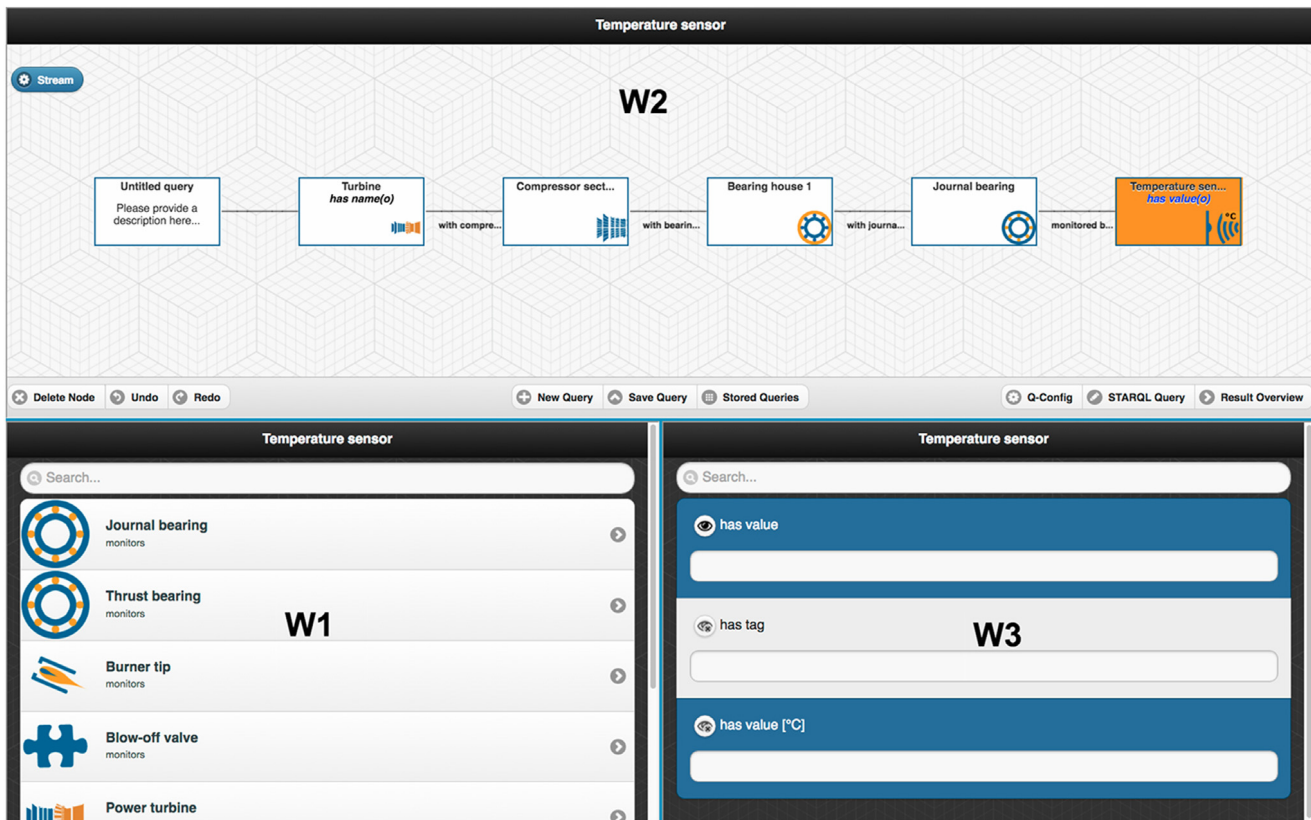 Temperature sensor
Stream
W2
Untitled query
Please provide a
description here...
Turbine
has name(o)
with compre...
Compressor sect...
with bearin...
Bearing house 1
with journa...
Journal bearing
monitored b...
Temperature sen...
has value(o)
°C
Delete Node
Undo
Redo
New Query
Save Query
Stored Queries
Q-Config
STARQL Query
Result Overview
Temperature sensor
Search...
Journal bearing
monitors
Thrust bearing
monitors
W1
Burner tip
monitors
Blow-off valve
monitors
Power turbine
Temperature sensor
Search...
has value
has tag
W3
has value [°C]